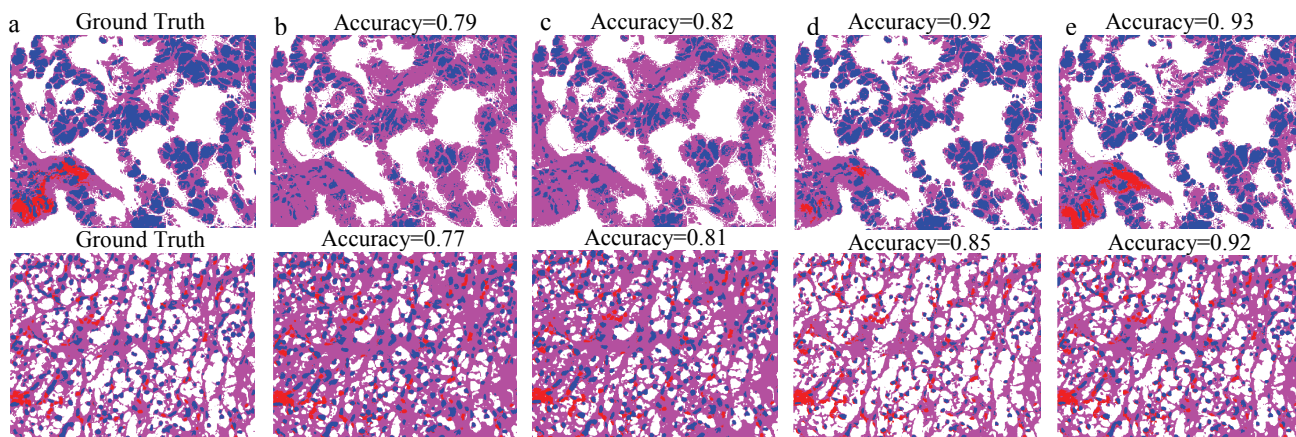 a Ground Truth b Accuracy=0.79 c Accuracy=0.82 d Accuracy=0.92 e Accuracy=0. 93
Ground Truth Accuracy=0.77 Accuracy=0.81 Accuracy=0.85 Accuracy=0.92